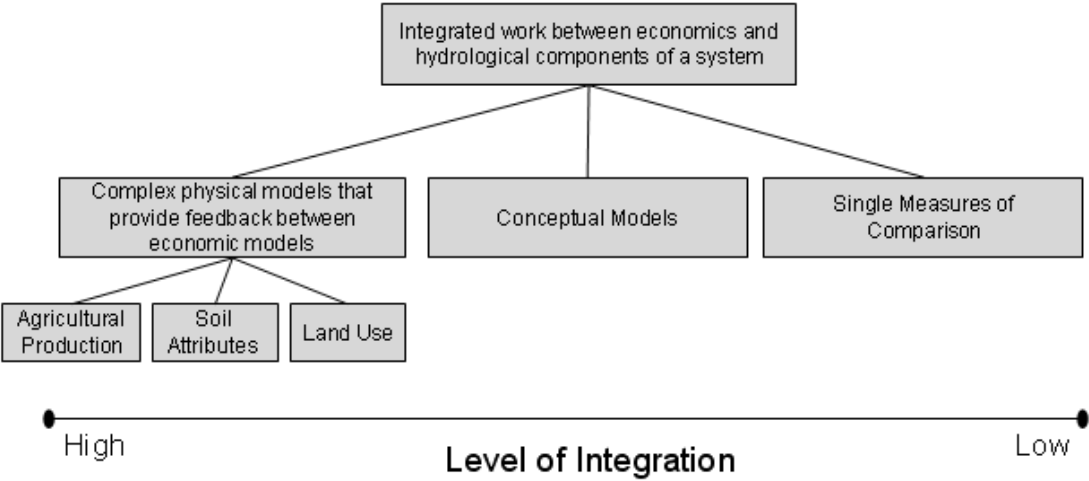 Integrated work between economics and
hydrological components of a system
Complex physical models that
provide feedback between
economic models
Conceptual Models
Single Measures of
Comparison
Agricultural
Production
Soil
Attributes
Land Use
High
Low
Level of Integration